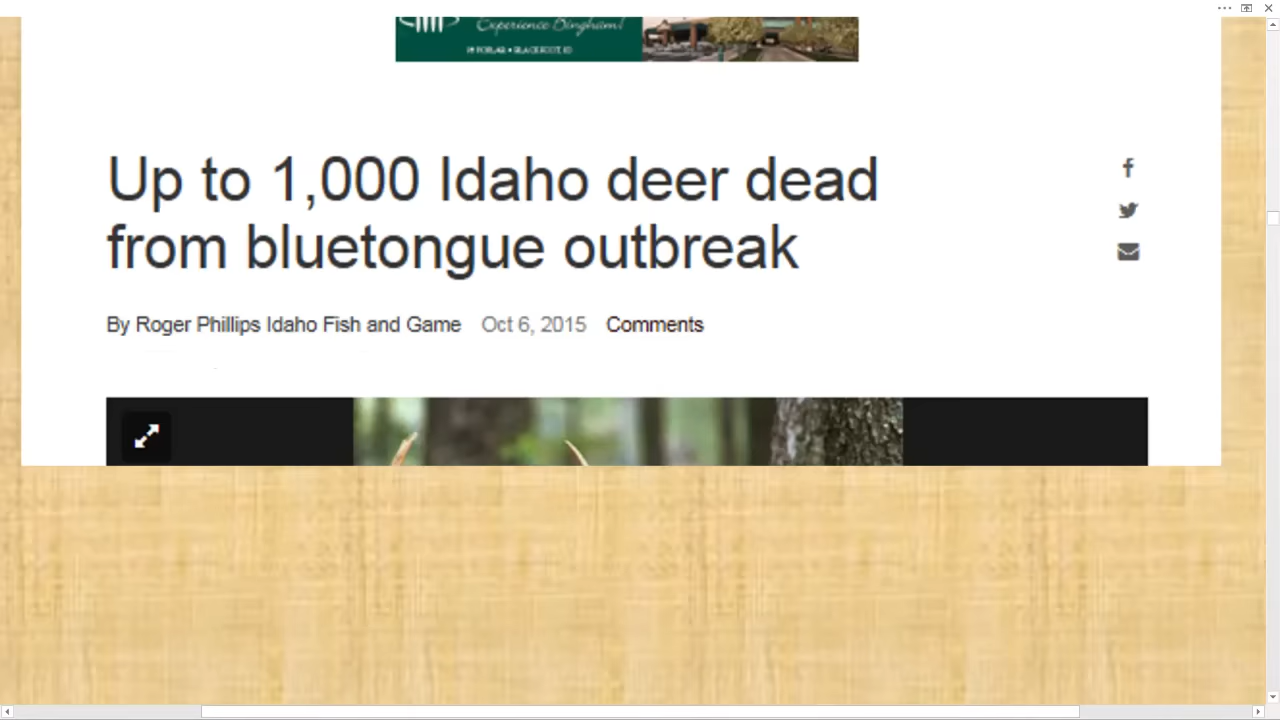 Experience Bingham!
Up to 1,000 Idaho deer dead
from bluetongue outbreak
By Roger Phillips Idaho Fish and Game Oct 6, 2015 Comments